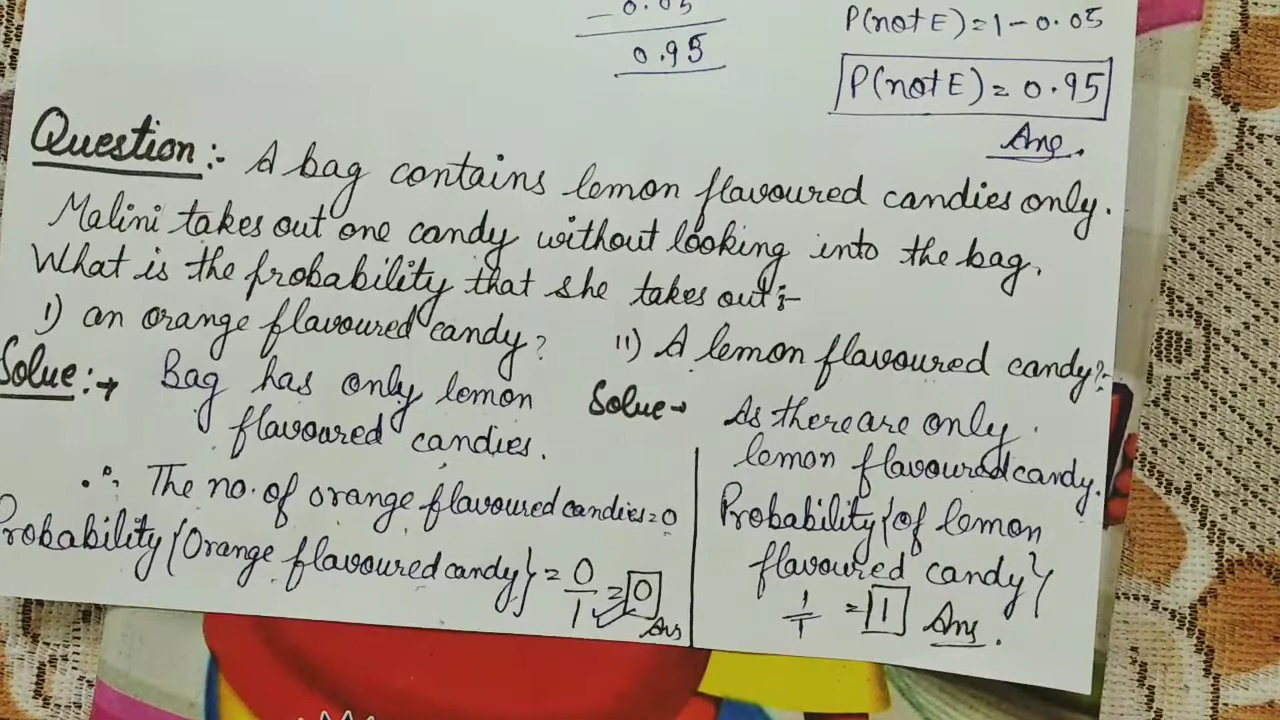 - 0.05
0.95
P(not E) = 1 - 0.05
P(not E) = 0.95
Ans.
Question:- A bag contains lemon flavoured candies only.
Malini takes out one candy without looking into the bag.
What is the probability that she takes out :-
i) an orange flavoured candy?
ii) A lemon flavoured candy?:-
Solve:→ Bag has only lemon
flavoured candies.
∴ The no. of orange flavoured candies = 0
Probability {Orange flavoured candy} = 0/1 = 0
Ans
Solve→ As there are only
lemon flavoured candy.
Probability {of lemon
flavoured candy}
1/1 = 1 Ans.